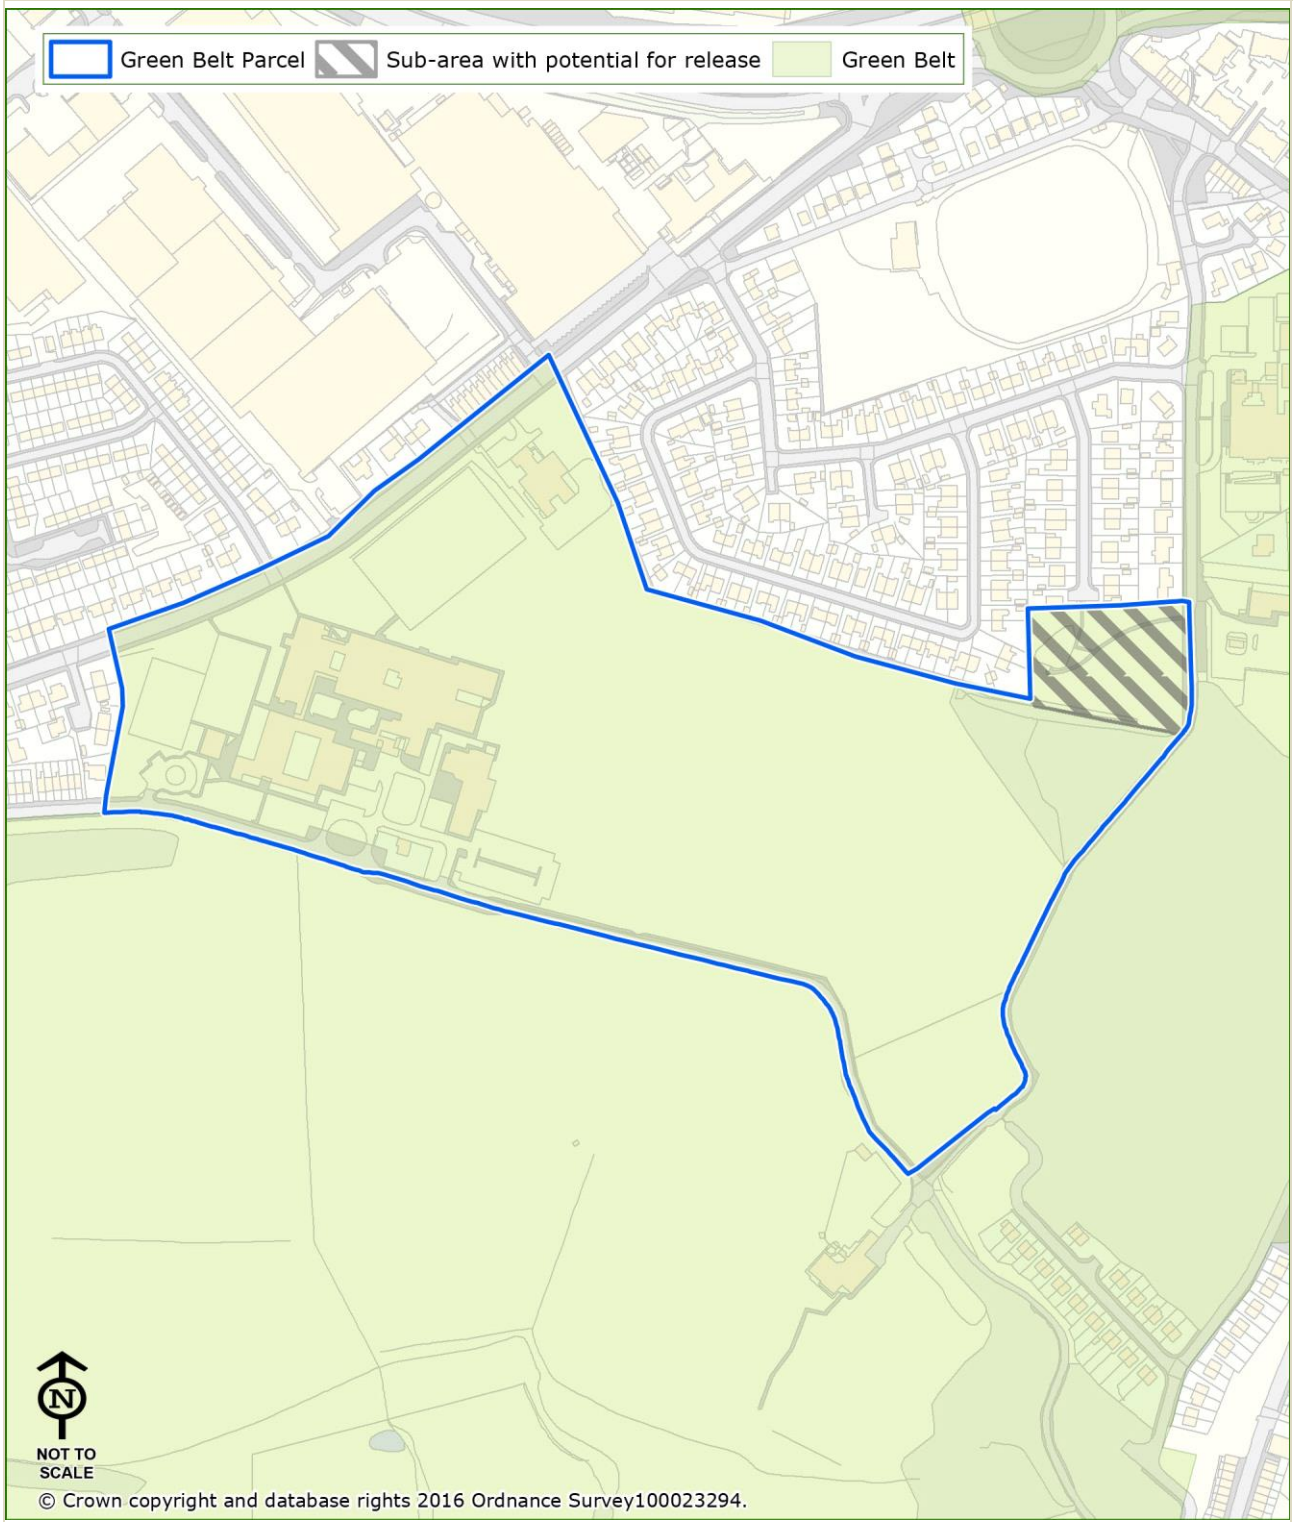 Green Belt Parcel Sub-area with potential for release Green Belt
N
NOT TO
SCALE
© Crown copyright and database rights 2016 Ordnance Survey100023294.